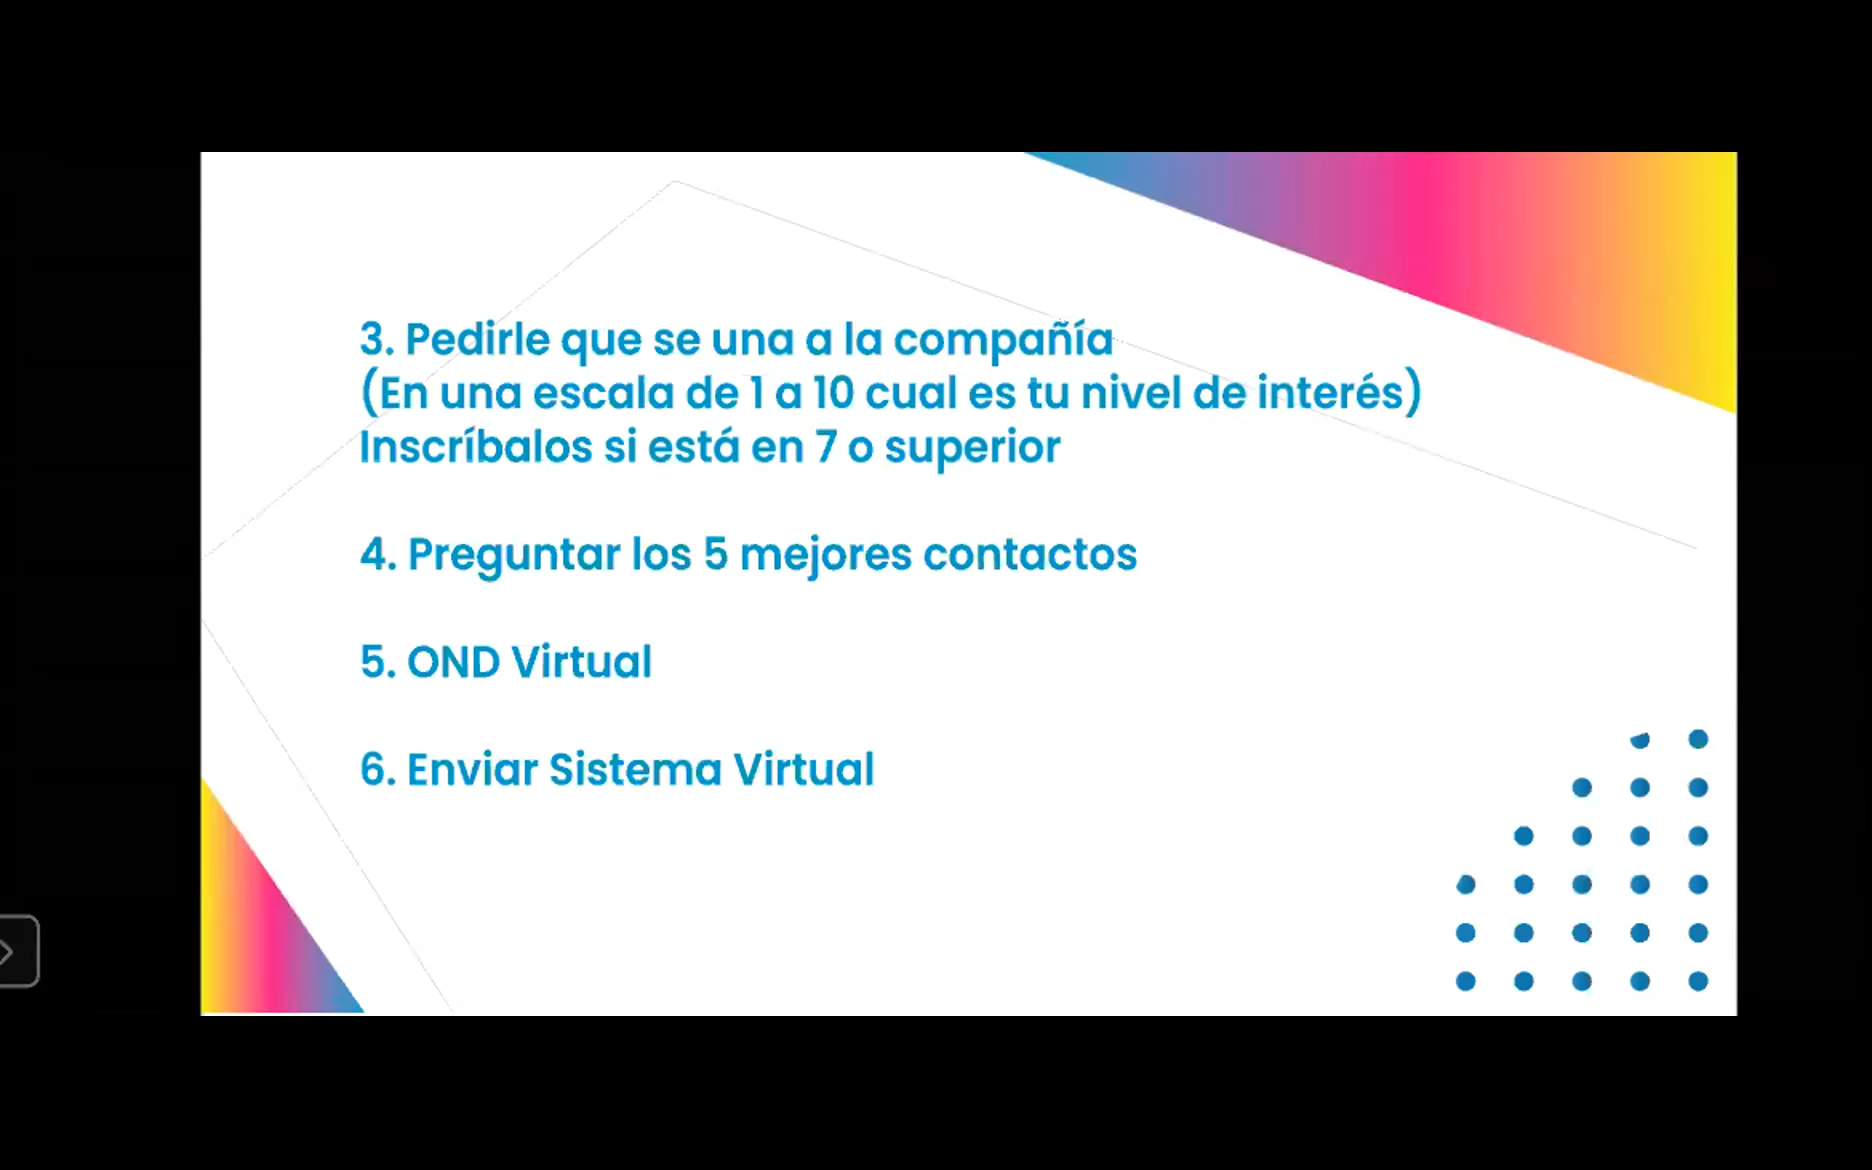 3. Pedirle que se una a la compañía
(En una escala de 1 a 10 cual es tu nivel de interés)
Inscríbalos si está en 7 o superior
4. Preguntar los 5 mejores contactos
5. OND Virtual
6. Enviar Sistema Virtual